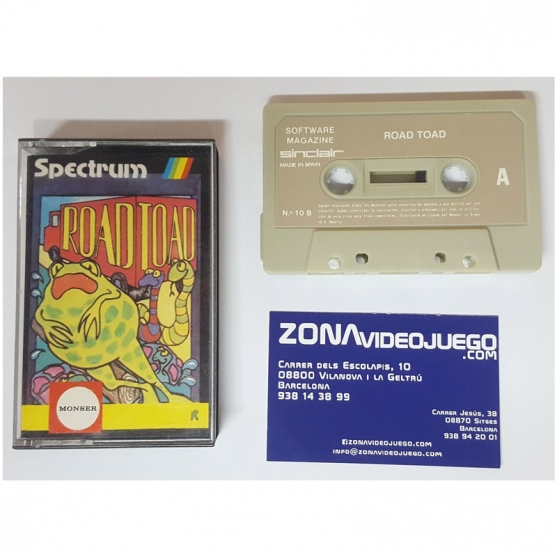 Spectrum
ROAD TOAD
MONSER
R
SOFTWARE
MAGAZINE
sinclair
MADE IN SPAIN
ROAD TOAD
A
N.º 10 B
ZONAVIDEOJUEGO
.COM
CARRER DELS ESCOLAPIS, 10
08800 VILANOVA I LA GELTRÚ
BARCELONA
938 14 38 99
CARRER JESÚS, 38
08870 SITGES
BARCELONA
938 94 20 01
ZONAVIDEOJUEGO.COM
INFO@ZONAVIDEOJUEGO.COM